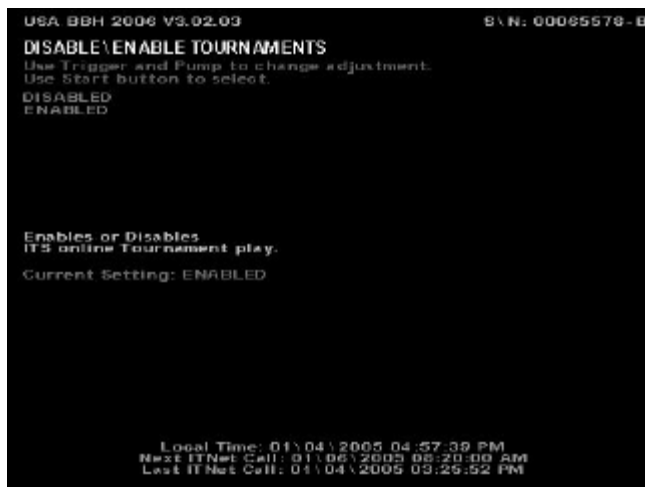 USA BBH 2006 V3.02.03
S\N: 00065578-B
DISABLE\ENABLE TOURNAMENTS
Use Trigger and Pump to change adjustment.
Use Start button to select.
DISABLED
ENABLED
Enables or Disables
ITS online Tournament play.
Current Setting: ENABLED
Local Time: 01\04\2005 04:57:39 PM
Next ITNet Call: 01\06\2005 08:20:00 AM
Last ITNet Call: 01\04\2005 03:25:52 PM